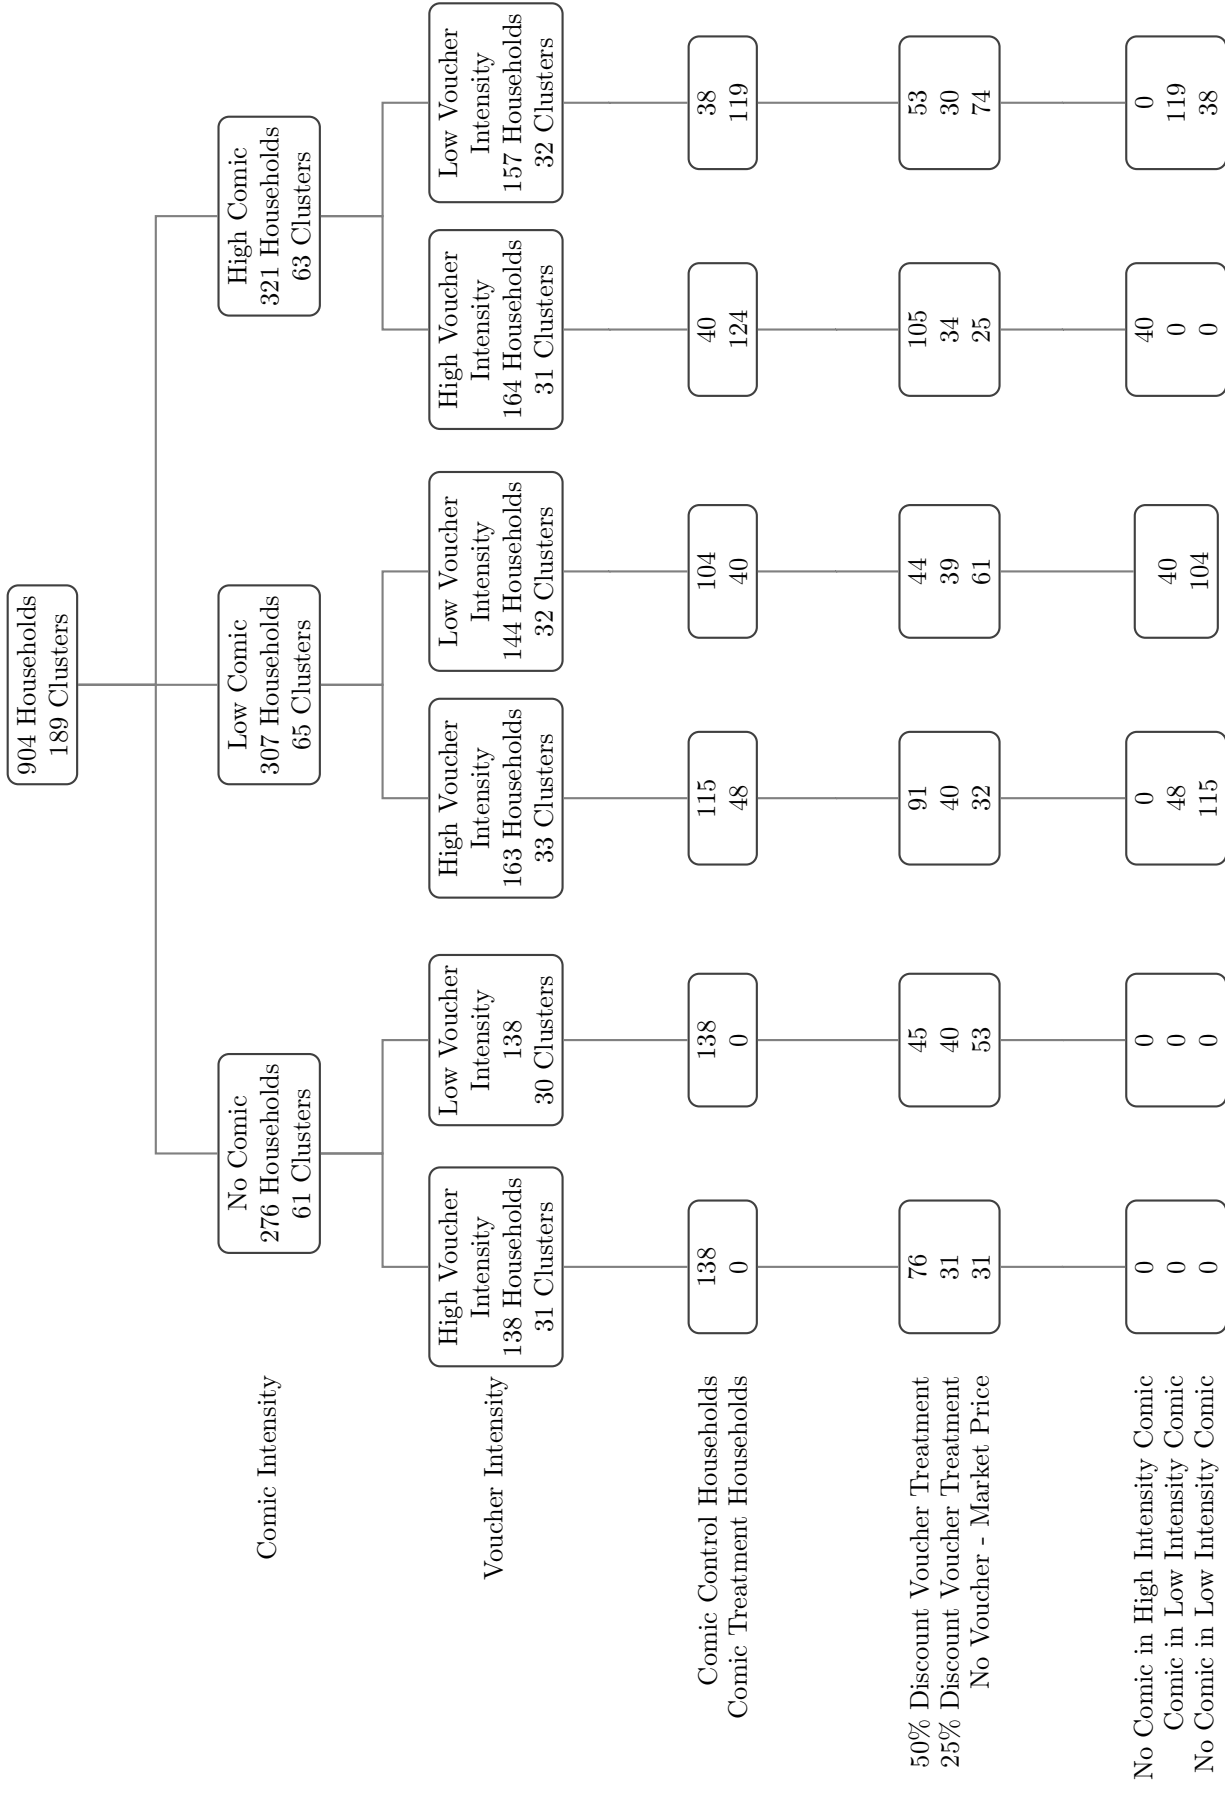 904 Households
189 Clusters
Comic Intensity
No Comic
276 Households
61 Clusters
Low Comic
307 Households
65 Clusters
High Comic
321 Households
63 Clusters
Voucher Intensity
High Voucher
Intensity
138 Households
31 Clusters
Low Voucher
Intensity
138
30 Clusters
High Voucher
Intensity
163 Households
33 Clusters
Low Voucher
Intensity
144 Households
32 Clusters
High Voucher
Intensity
164 Households
31 Clusters
Low Voucher
Intensity
157 Households
32 Clusters
Comic Control Households
Comic Treatment Households
138
0
138
0
115
48
104
40
40
124
38
119
50% Discount Voucher Treatment
25% Discount Voucher Treatment
No Voucher - Market Price
76
31
31
45
40
53
91
40
32
44
39
61
105
34
25
53
30
74
No Comic in High Intensity Comic
Comic in Low Intensity Comic
No Comic in Low Intensity Comic
0
0
0
0
0
0
0
48
115
40
104
40
0
0
0
119
38